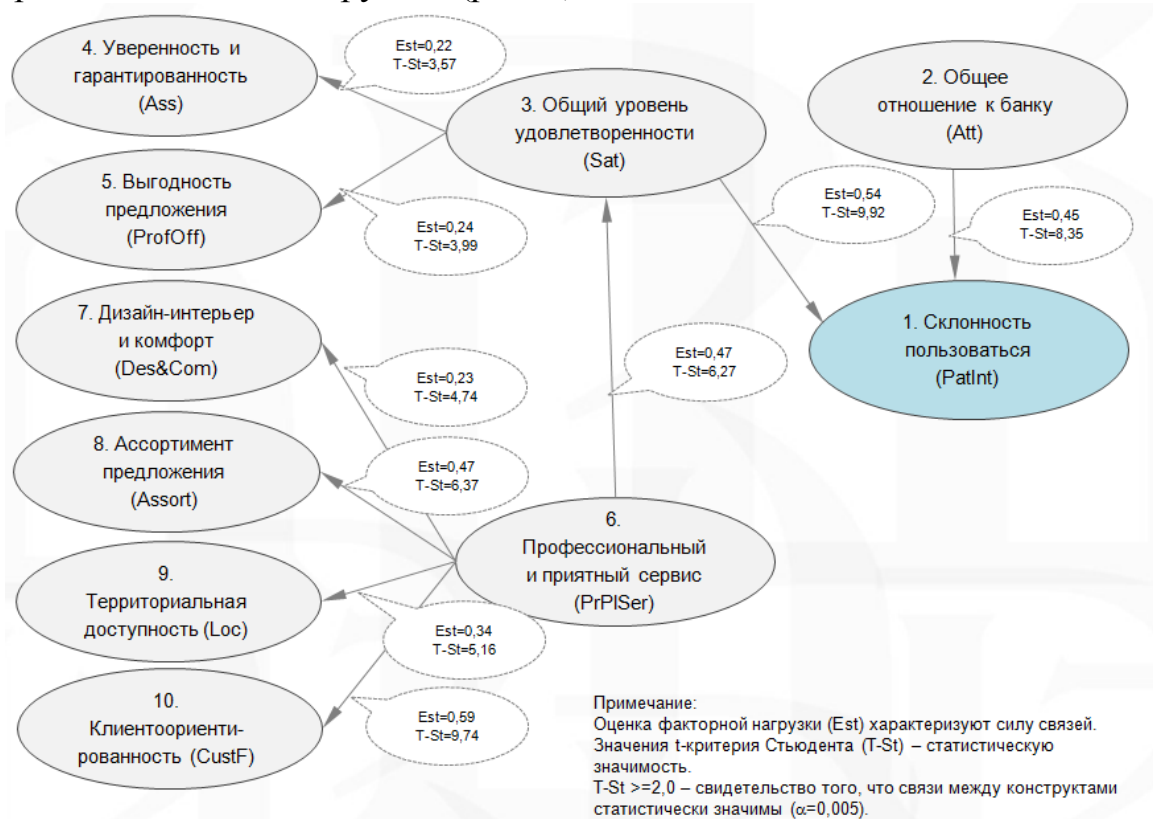 4. Уверенность и
гарантированность
(Ass)
Est=0,22
T-St=3,57
3. Общий уровень
удовлетворенности
(Sat)
2. Общее
отношение к банку
(Att)
5. Выгодность
предложения
(ProfOff)
Est=0,24
T-St=3,99
Est=0,54
T-St=9,92
Est=0,45
T-St=8,35
7. Дизайн-интерьер
и комфорт
(Des&Com)
Est=0,23
T-St=4,74
Est=0,47
T-St=6,27
1. Склонность
пользоваться
(PatInt)
8. Ассортимент
предложения
(Assort)
Est=0,47
T-St=6,37
6.
Профессиональный
и приятный сервис
(PrPlSer)
9.
Территориальная
доступность (Loc)
Est=0,34
T-St=5,16
10.
Клиентоориенти-
рованность (CustF)
Est=0,59
T-St=9,74
Примечание:
Оценка факторной нагрузки (Est) характеризуют силу связей.
Значения t-критерия Стьюдента (T-St) – статистическую
значимость.
T-St >=2,0 – свидетельство того, что связи между конструктами
статистически значимы (α=0,005).